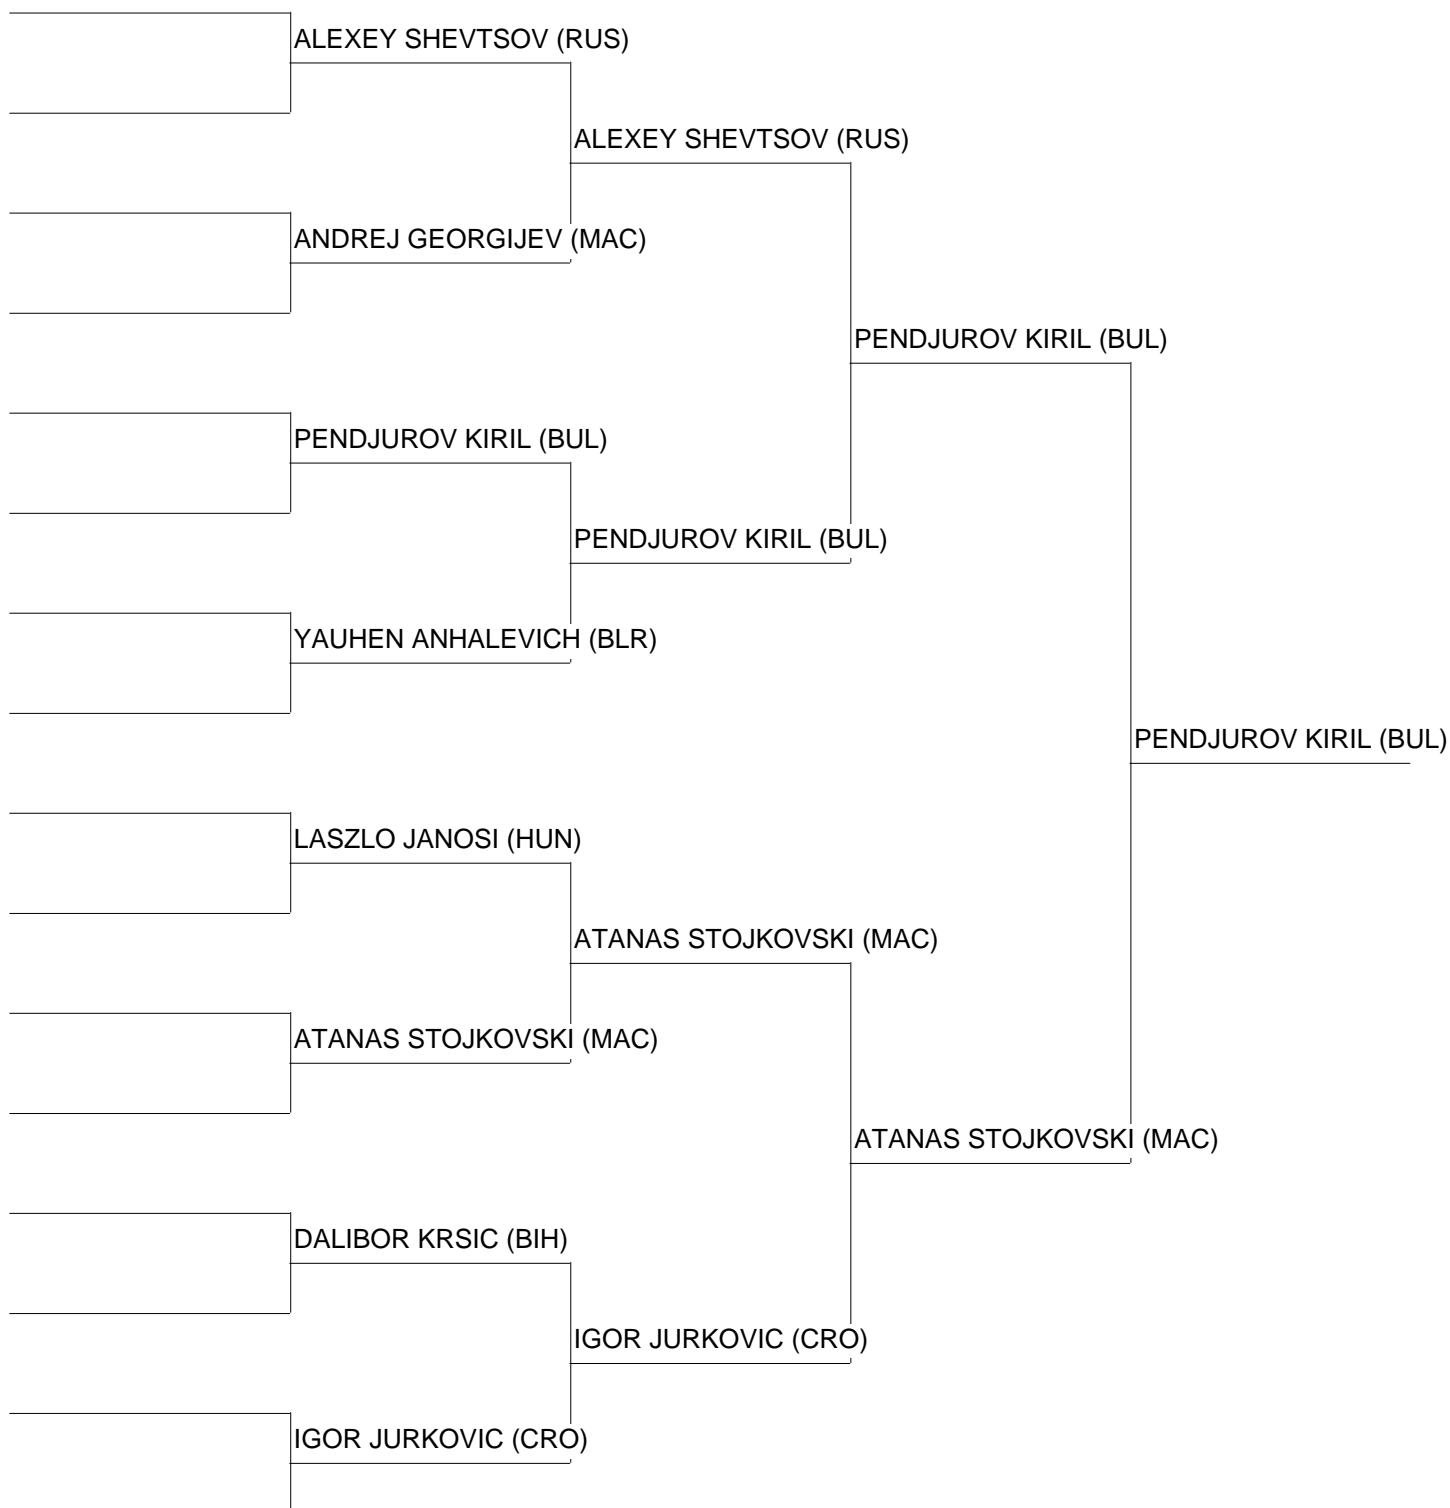 ALEXEY SHEVTSOV (RUS)
ALEXEY SHEVTSOV (RUS)
ANDREJ GEORGIJEV (MAC)
PENDJUROV KIRIL (BUL)
PENDJUROV KIRIL (BUL)
PENDJUROV KIRIL (BUL)
YAUHEN ANHALEVICH (BLR)
PENDJUROV KIRIL (BUL)
LASZLO JANOSI (HUN)
ATANAS STOJKOVSKI (MAC)
ATANAS STOJKOVSKI (MAC)
ATANAS STOJKOVSKI (MAC)
DALIBOR KRSIC (BIH)
IGOR JURKOVIC (CRO)
IGOR JURKOVIC (CRO)